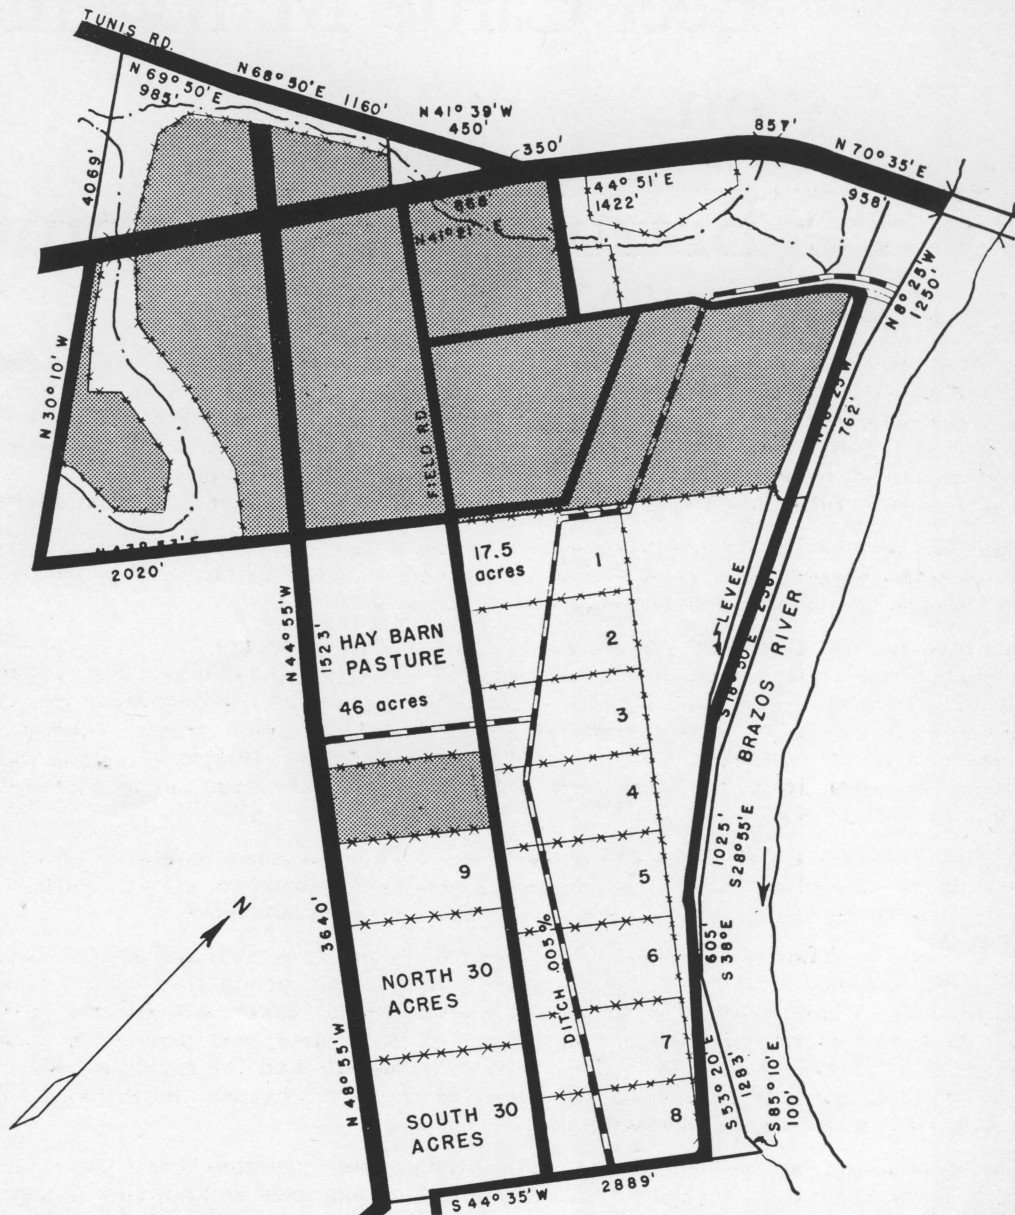 TUNIS RD.
N 69° 50' E
985'
N68° 50' E 1160'
N 41° 39' W
450'
350'
857'
N 70° 35' E
958'
44° 51' E
1422'
N41° 21' E
4069'
N 8° 25' W
1250'
N 30° 10' W
762'
FIELD RD.
2020'
N44° 55' W
1523'
17.5
acres
1
HAY BARN
PASTURE
46 acres
2
3
4
5
6
7
8
9
LEVEE
S 18° 50' E
BRAZOS RIVER
1025'
S 28° 55' E
605'
S 38° E
N
3640'
NORTH 30
ACRES
DITCH .005%
N 48° 55' W
SOUTH 30
ACRES
S 53° 20' E
1283'
S 85° 10' E
100'
S 44° 35' W
2889'